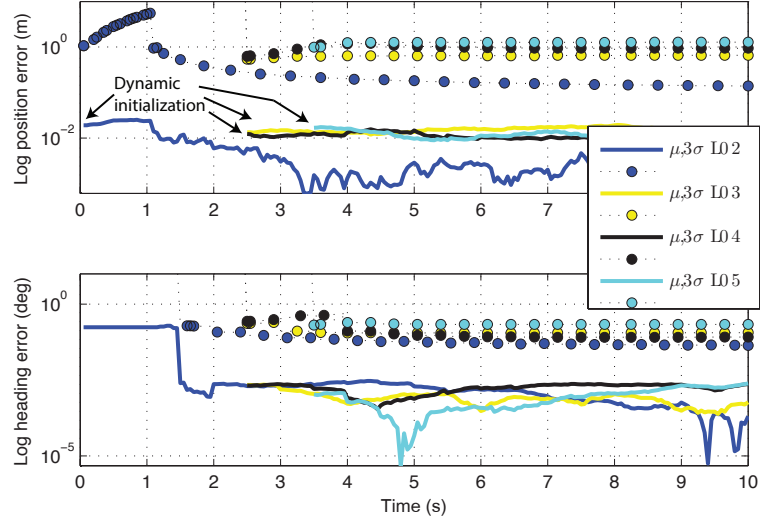 Log position error (m)
10^0
10^-2
Dynamic
initialization
0 1 2 3 4 5 6 7
μ,3σ L02
μ,3σ L03
μ,3σ L04
μ,3σ L05
Log heading error (deg)
10^0
10^-5
0 1 2 3 4 5 6 7 8 9 10
Time (s)